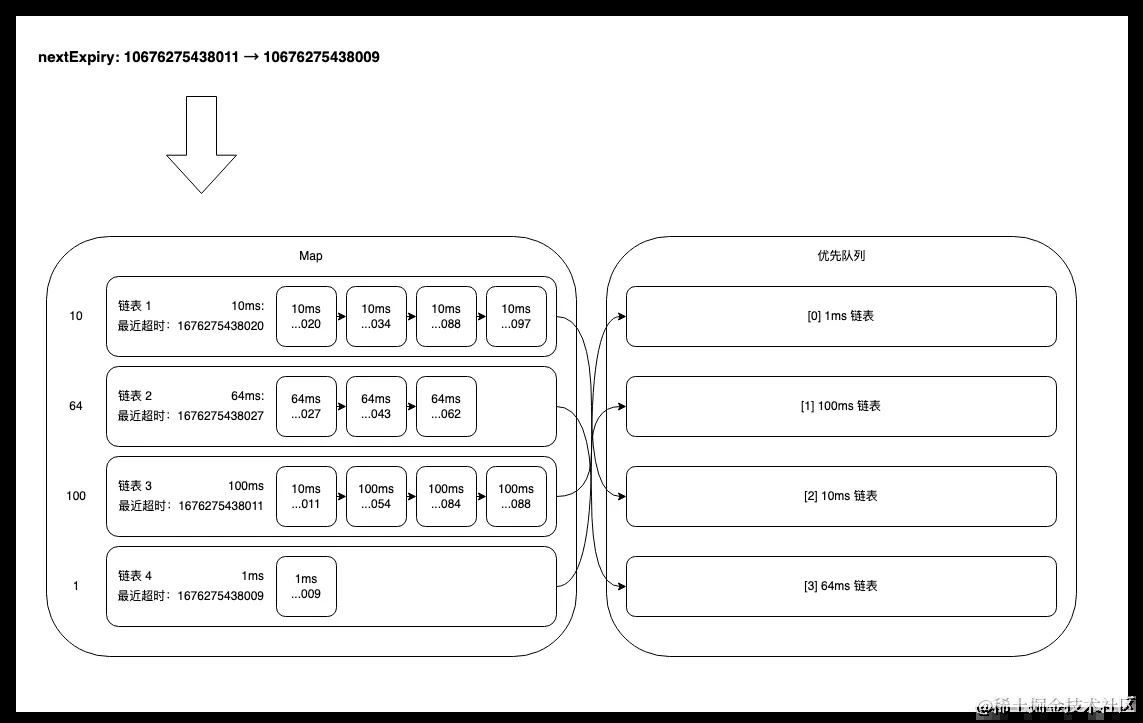 nextExpiry: 10676275438011 → 10676275438009
Map
10
链表 1 10ms:
最近超时：1676275438020
10ms
...020
10ms
...034
10ms
...088
10ms
...097
64
链表 2 64ms:
最近超时：1676275438027
64ms
...027
64ms
...043
64ms
...062
100
链表 3 100ms
最近超时：1676275438011
10ms
...011
100ms
...054
100ms
...084
100ms
...088
1
链表 4 1ms
最近超时：1676275438009
1ms
...009
优先队列
[0] 1ms 链表
[1] 100ms 链表
[2] 10ms 链表
[3] 64ms 链表
@稀土掘金技术社区